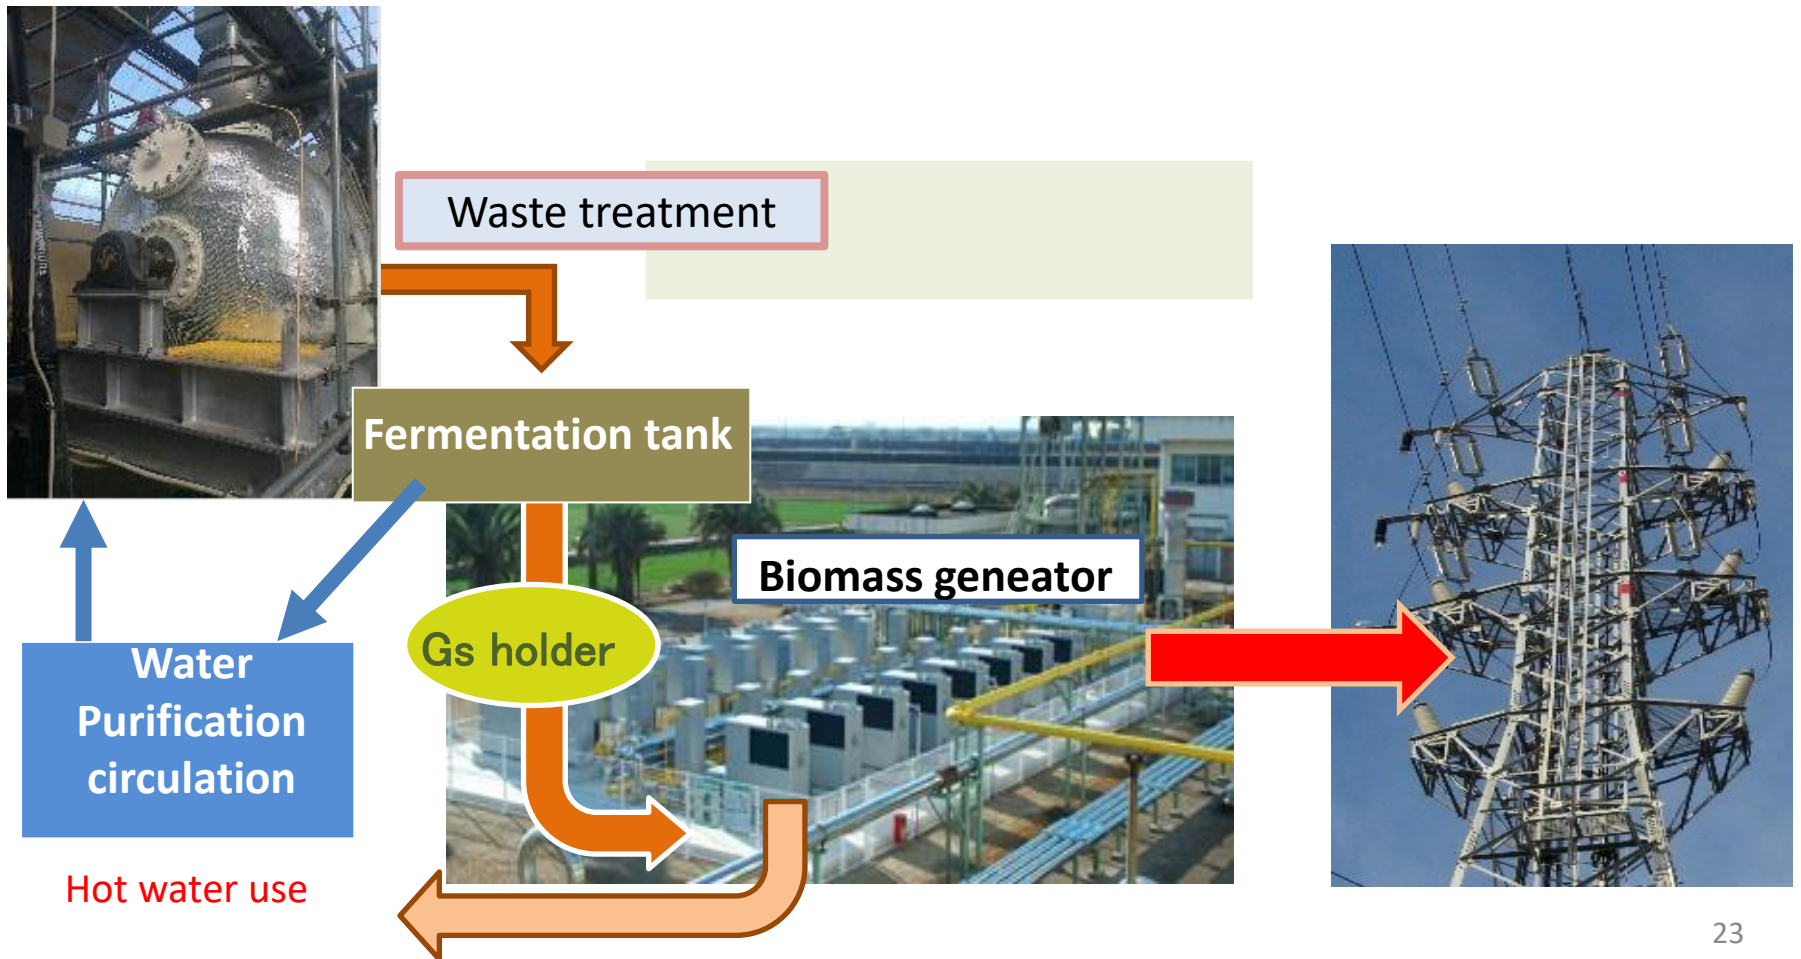 Waste treatment
Fermentation tank
Biomass geneator
Gs holder
Water
Purification
circulation
Hot water use
23